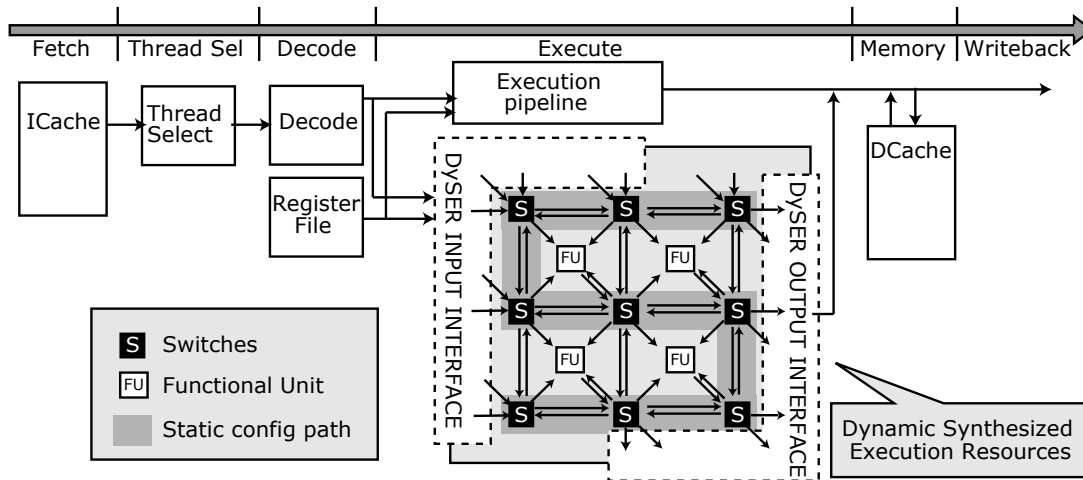 Fetch
Thread Sel
Decode
Execute
Memory
Writeback
ICache
Thread
Select
Decode
Register
File
Execution
pipeline
DCache
DySER INPUT INTERFACE
DySER OUTPUT INTERFACE
S
S
S
FU
FU
S
S
S
FU
FU
S
S
S
S Switches
FU Functional Unit
Static config path
Dynamic Synthesized
Execution Resources